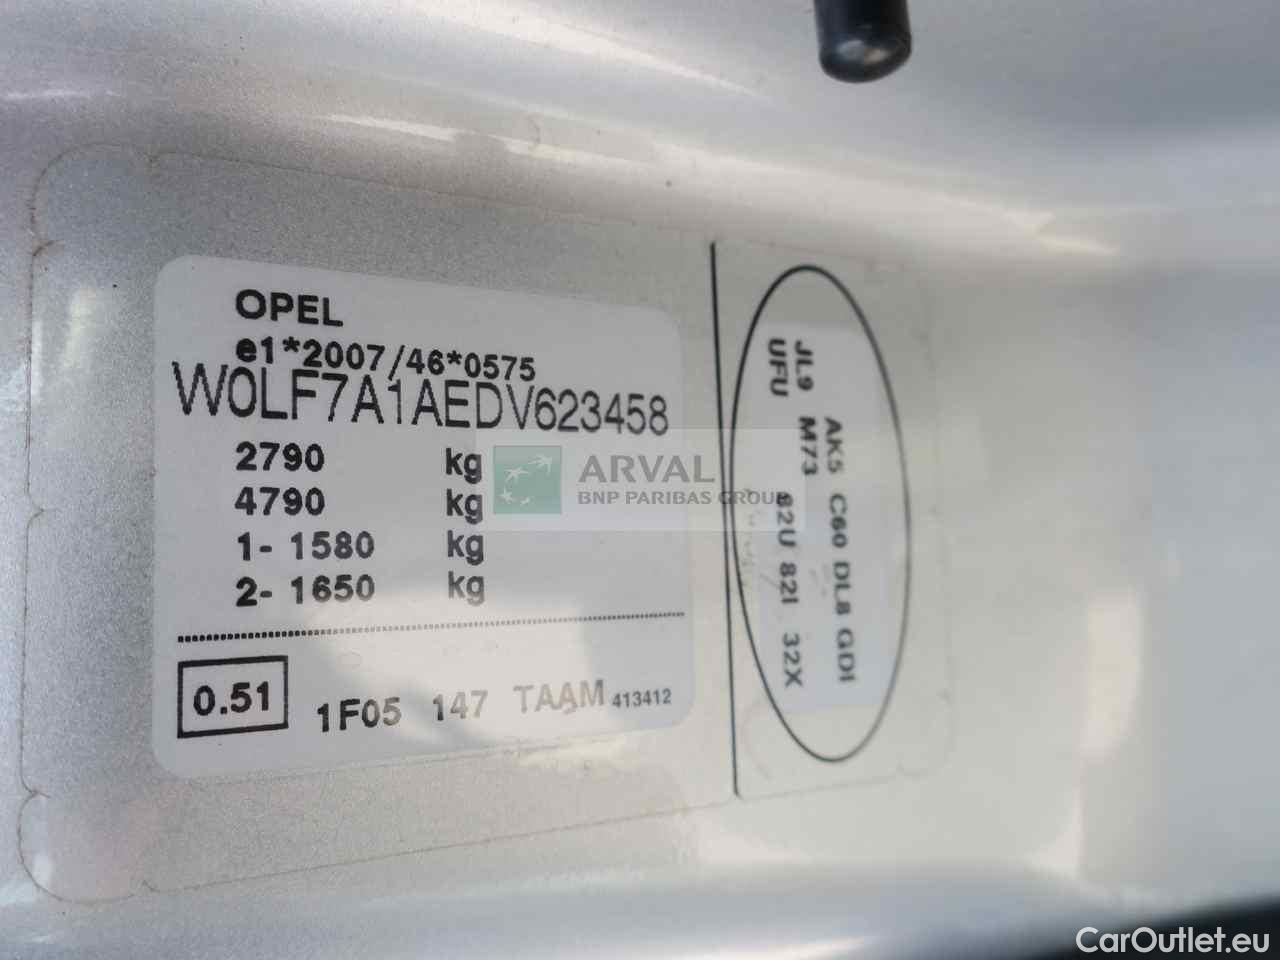 OPEL
e1*2007/46*0575
W0LF7A1AEDV623458
2790 kg
4790 kg
1- 1580 kg
2- 1650 kg
0.51 1F05 147 TAAM 413412
JL9 AK5 C60 DL8 GDI
UFU M73 82U 82I 32X
ARVAL
BNP PARIBAS GROUP
CarOutlet.eu